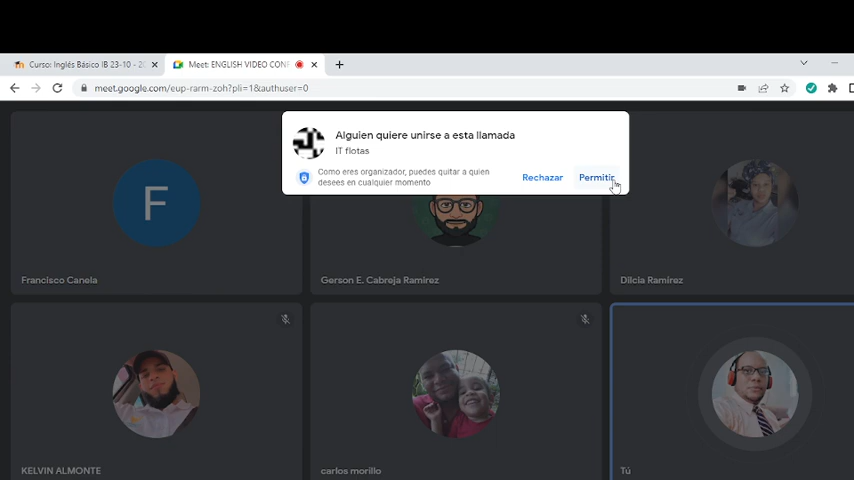 Curso: Inglés Básico IB 23-10 - 20
Meet: ENGLISH VIDEO CONF
meet.google.com/eup-rarm-zoh?pli=1&authuser=0
Alguien quiere unirse a esta llamada
IT flotas
Como eres organizador, puedes quitar a quien
desees en cualquier momento
Rechazar Permitir
F
Francisco Canela
Gerson E. Cabreja Ramirez
Dilcia Ramirez
KELVIN ALMONTE
carlos morillo
Tú